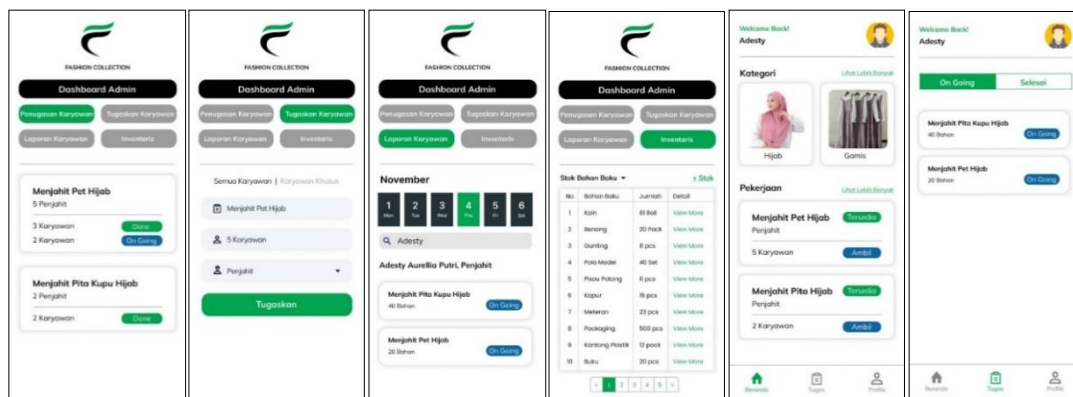 FASHION COLLECTION
Dashboard Admin
Penugasan Karyawan
Tugaskan Karyawan
Laporan Karyawan
Inventaris
Menjahit Pet Hijab
5 Penjahit
3 Karyawan
Done
2 Karyawan
On Going
Menjahit Pita Kupu Hijab
2 Penjahit
2 Karyawan
Done
FASHION COLLECTION
Dashboard Admin
Penugasan Karyawan
Tugaskan Karyawan
Laporan Karyawan
Inventaris
Semua Karyawan | Karyawan Khusus
Menjahit Pet Hijab
5 Karyawan
Penjahit
Tugaskan
FASHION COLLECTION
Dashboard Admin
Penugasan Karyawan
Tugaskan Karyawan
Laporan Karyawan
Inventaris
November
1 2 3 4 5 6
Mon Tue Wed Thu Fri Sat
Adesty
Adesty Aurellia Putri, Penjahit
Menjahit Pita Kupu Hijab
40 Bahan
On Going
Menjahit Pet Hijab
20 Bahan
On Going
FASHION COLLECTION
Dashboard Admin
Penugasan Karyawan
Tugaskan Karyawan
Laporan Karyawan
Inventaris
Stok Bahan Baku
+ Stok
No Bahan Baku Jumlah Detail
1 Kain 61 Roll View More
2 Benang 20 Pack View More
3 Gunting 8 pcs View More
4 Pola Model 40 Set View More
5 Pisau Potong 6 pcs View More
6 Kapur 15 pcs View More
7 Meteran 23 pcs View More
8 Packaging 500 pcs View More
9 Kantong Plastik 12 pack View More
10 Buku 20 pcs View More
< 1 2 3 4 5 >
Welcome Back!
Adesty
Kategori
Lihat Lebih Banyak
Hijab
Gamis
Pekerjaan
Lihat Lebih Banyak
Menjahit Pet Hijab
Tersedia
Penjahit
5 Karyawan
Ambil
Menjahit Pita Hijab
Tersedia
Penjahit
2 Karyawan
Ambil
Beranda
Tugas
Profile
Welcome Back!
Adesty
On Going
Selesai
Menjahit Pita Kupu Hijab
40 Bahan
On Going
Menjahit Pet Hijab
20 Bahan
On Going
Beranda
Tugas
Profile